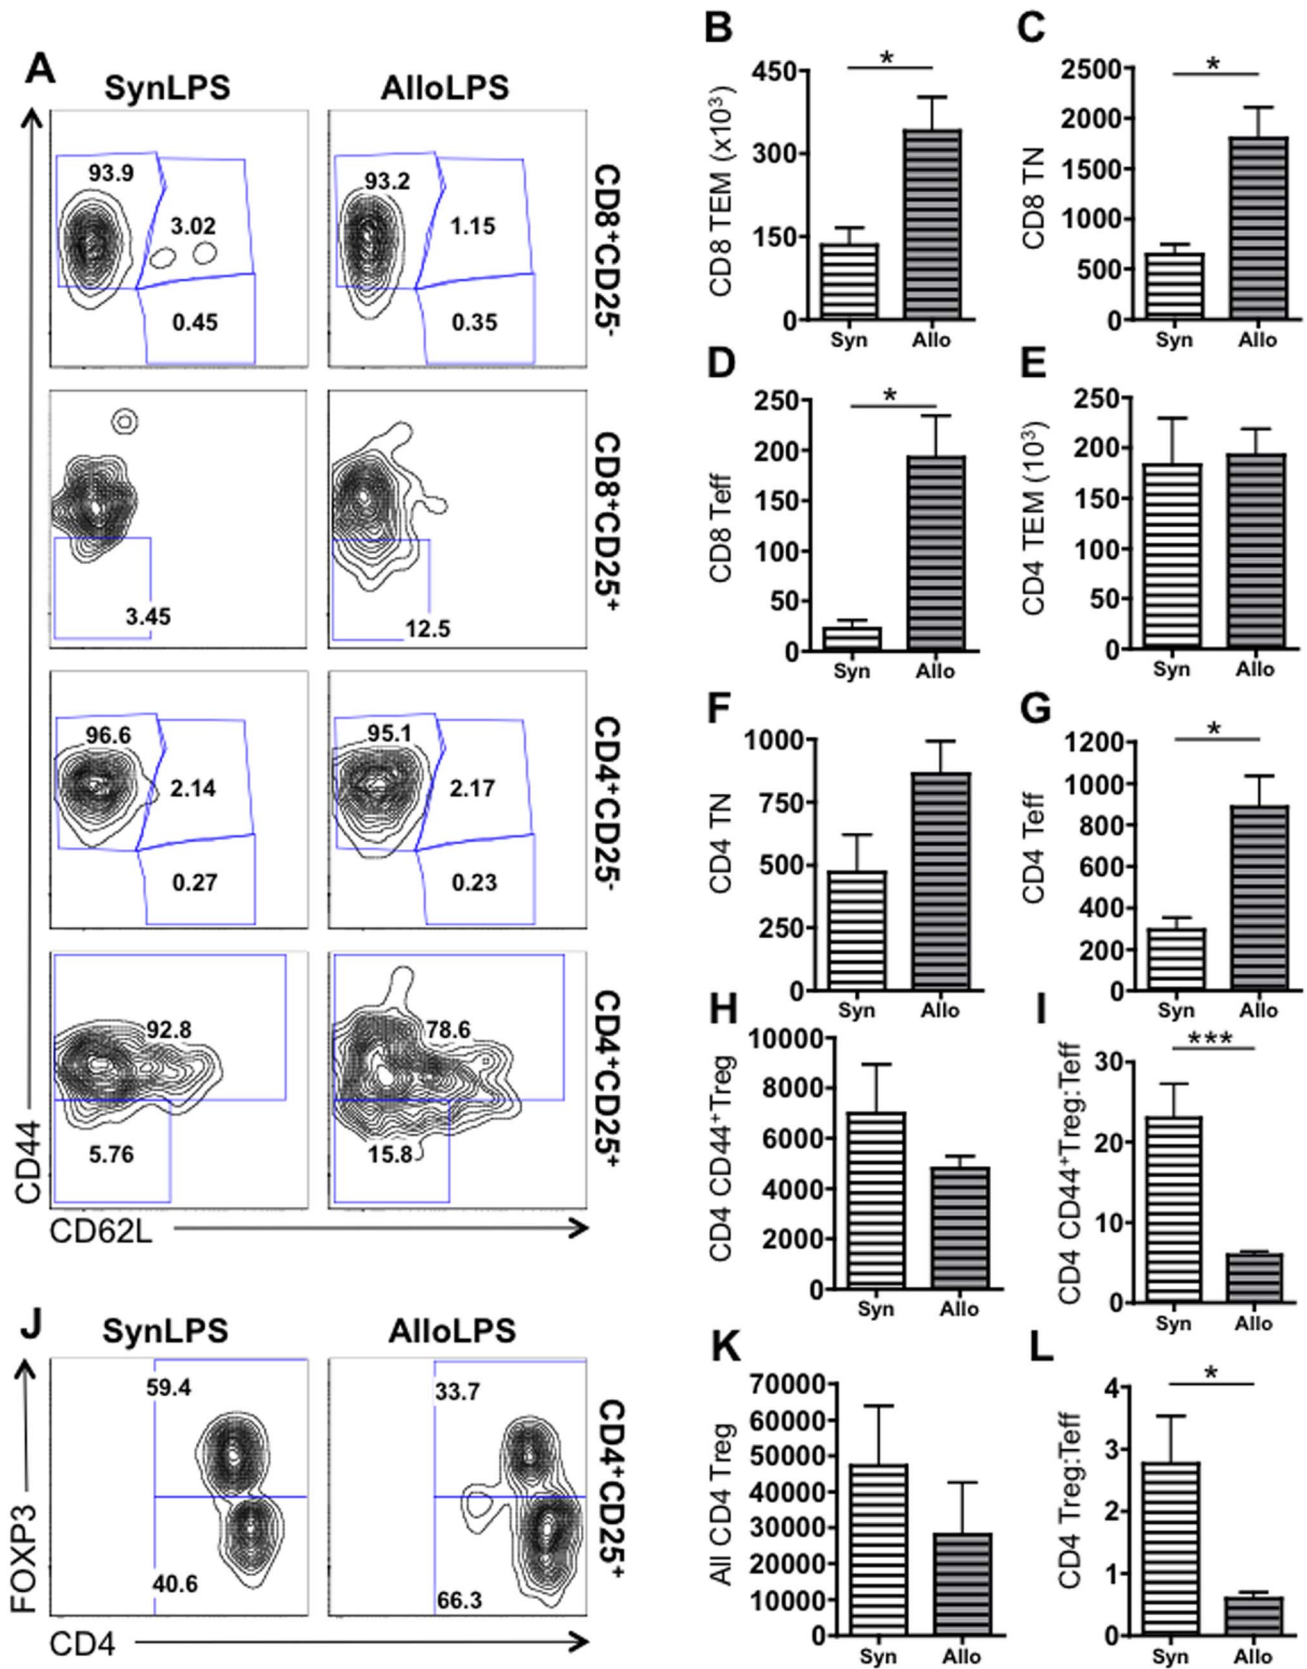 A
SynLPS
AlloLPS
93.9
3.02
0.45
93.2
1.15
0.35
CD8+CD25-
3.45
12.5
CD8+CD25+
96.6
2.14
0.27
95.1
2.17
0.23
CD4+CD25-
92.8
5.76
78.6
15.8
CD4+CD25+
CD44
CD62L
B
CD8 TEM (x10³)
450
300
150
0
*
Syn
Allo
C
CD8 TN
2500
2000
1500
1000
500
0
*
Syn
Allo
D
CD8 Teff
250
200
150
100
50
0
*
Syn
Allo
E
CD4 TEM (10³)
250
200
150
100
50
0
Syn
Allo
F
CD4 TN
1000
750
500
250
0
Syn
Allo
G
CD4 Teff
1200
1000
800
600
400
200
0
*
Syn
Allo
H
CD4 CD44+Treg
10000
8000
6000
4000
2000
0
Syn
Allo
I
CD4 CD44+Treg:Teff
30
20
10
0
***
Syn
Allo
J
SynLPS
AlloLPS
59.4
40.6
33.7
66.3
CD4+CD25+
FOXP3
CD4
K
All CD4 Treg
70000
60000
50000
40000
30000
20000
10000
0
Syn
Allo
L
CD4 Treg:Teff
4
3
2
1
0
*
Syn
Allo